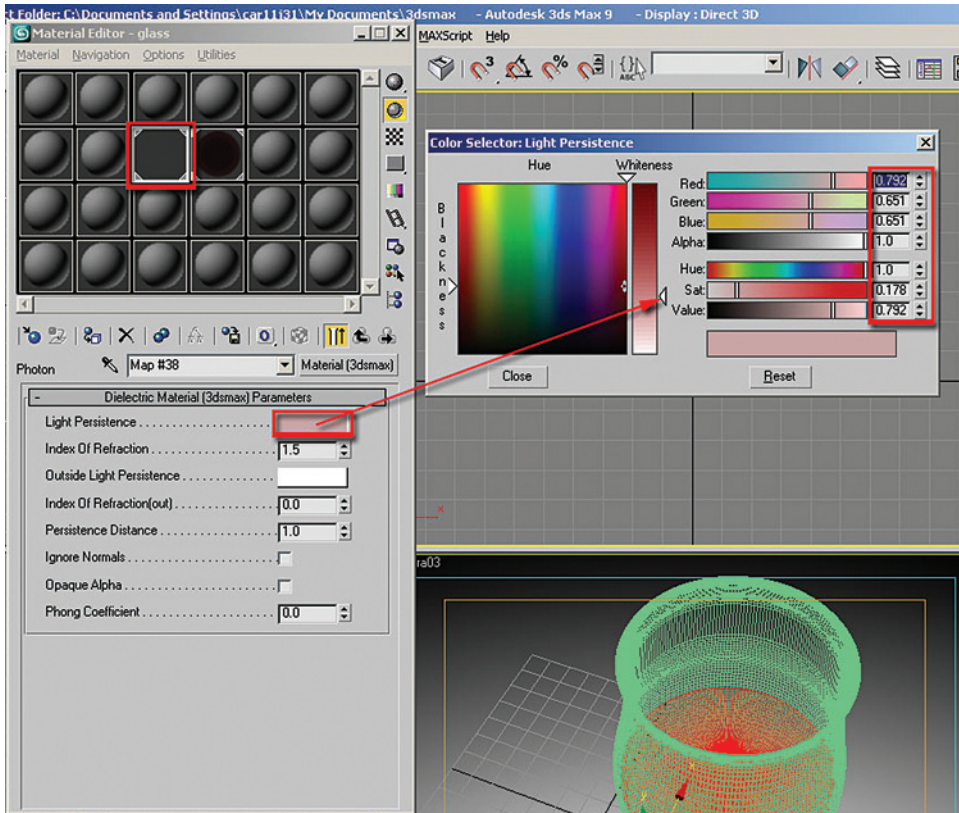 t Folder: C:\Documents and Settings\car11i31\My Documents\3dsmax - Autodesk 3ds Max 9 - Display : Direct 3D
Material Editor - glass
Material Navigation Options Utilities
MAXScript Help
ABC
Photon
Map #38
Material (3dsmax)
- Dielectric Material (3dsmax) Parameters
Light Persistence
Index Of Refraction 1.5
Outside Light Persistence
Index Of Refraction(out) 0.0
Persistence Distance 1.0
Ignore Normals
Opaque Alpha
Phong Coefficient 0.0
Color Selector: Light Persistence
Hue Whiteness
Blackness
Red: 0.792
Green: 0.651
Blue: 0.651
Alpha: 1.0
Hue: 1.0
Sat: 0.178
Value: 0.792
Close Reset
x
ra03